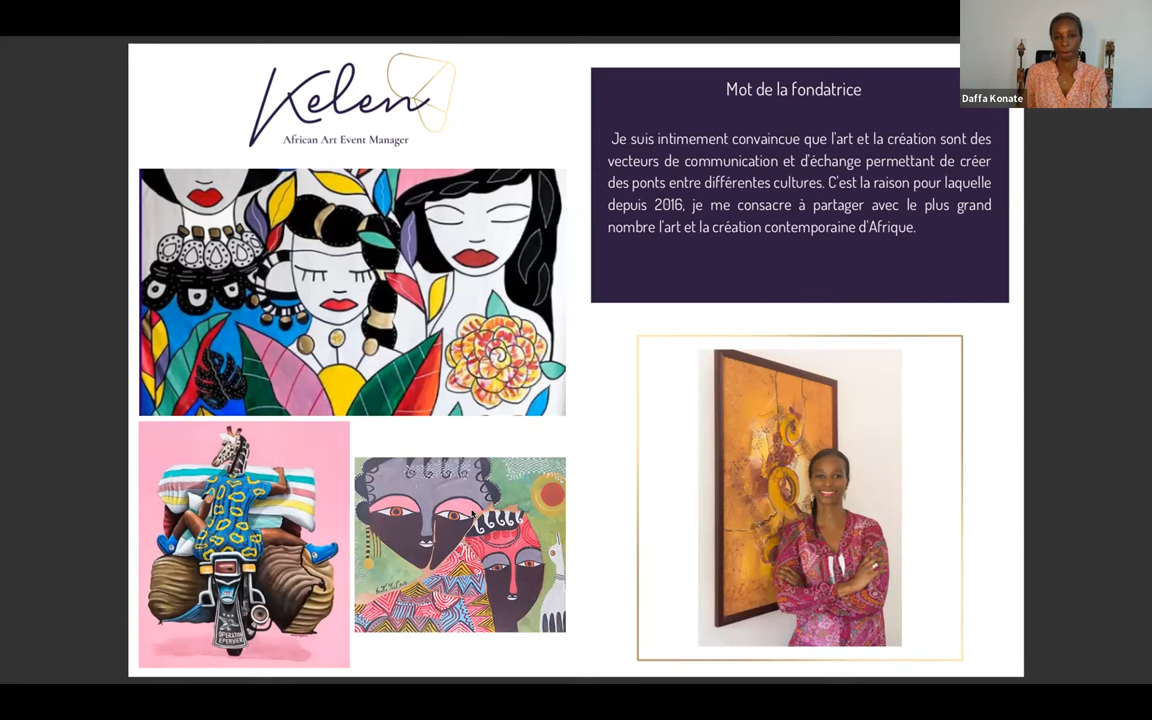 Kelen
African Art Event Manager
Mot de la fondatrice
Je suis intimement convaincue que l'art et la création sont des
vecteurs de communication et d'échange permettant de créer
des ponts entre différentes cultures. C'est la raison pour laquelle
depuis 2016, je me consacre à partager avec le plus grand
nombre l'art et la création contemporaine d'Afrique.
Daffa Konate
OPERATION
EPERVIER